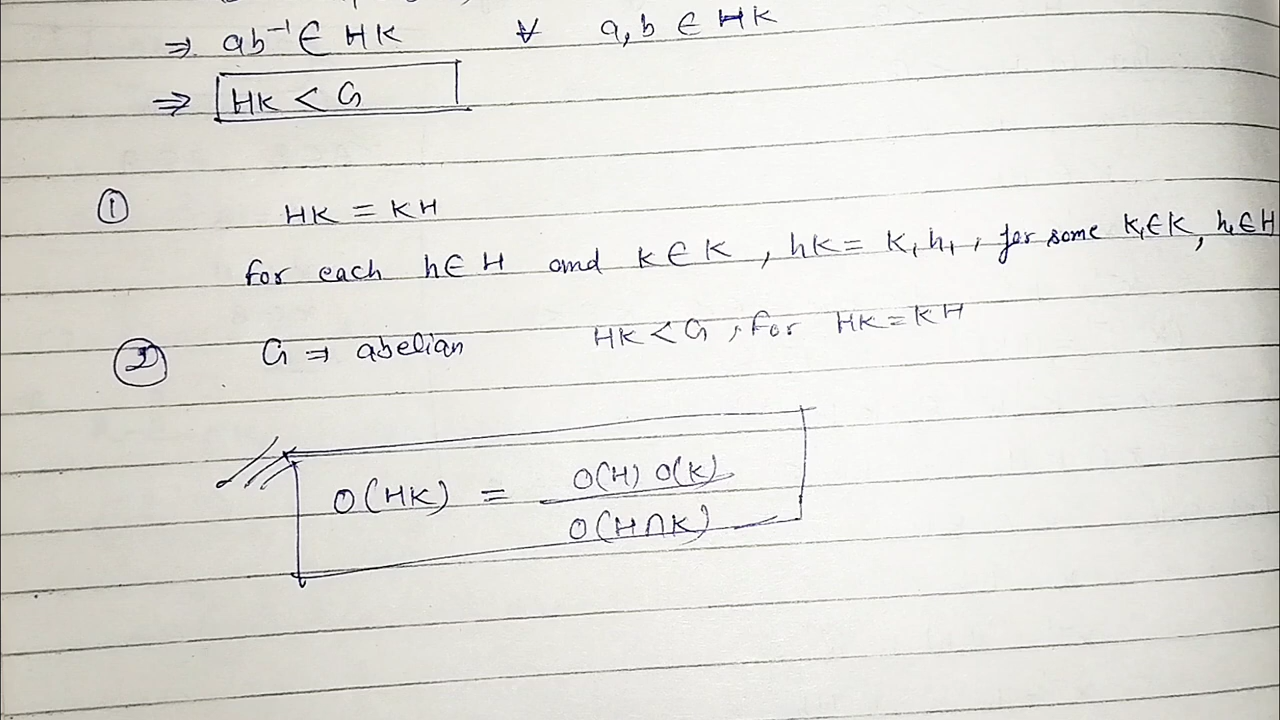 ⇒ ab⁻¹ ∈ HK ∀ a, b ∈ HK
⇒ HK < G
① HK = KH
for each h ∈ H and k ∈ K, hk = k₁h₁, for some k₁ ∈ K, h₁ ∈ H
② G → abelian HK < G, for HK = KH
O(HK) = O(H) O(K) / O(H∩K)